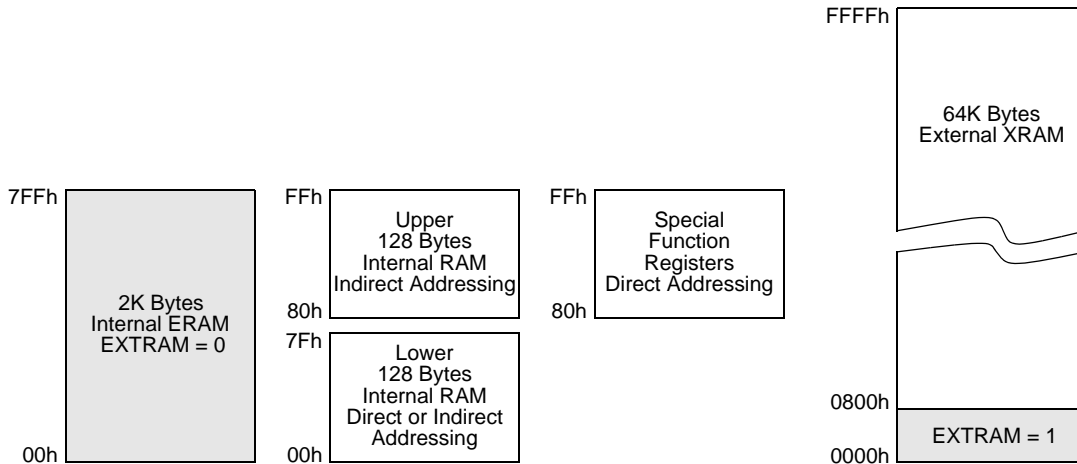 7FFh
2K Bytes
Internal ERAM
EXTRAM = 0
00h
FFh
Upper
128 Bytes
Internal RAM
Indirect Addressing
80h
7Fh
Lower
128 Bytes
Internal RAM
Direct or Indirect
Addressing
00h
FFh
Special
Function
Registers
Direct Addressing
80h
FFFFh
64K Bytes
External XRAM
0800h
EXTRAM = 1
0000h